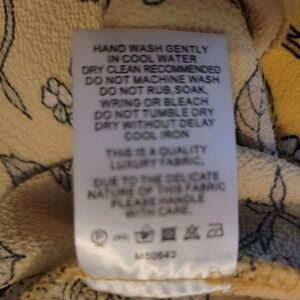 HAND WASH GENTLY
IN COOL WATER
DRY CLEAN RECOMMENDED
DO NOT MACHINE WASH
DO NOT RUB,SOAK,
WRING OR BLEACH
DO NOT TUMBLE DRY
DRY WITHOUT DELAY
COOL IRON
THIS IS A QUALITY
LUXURY FABRIC,
DUE TO THE DELICATE
NATURE OF THIS FABRIC
PLEASE HANDLE
WITH CARE.
M50643